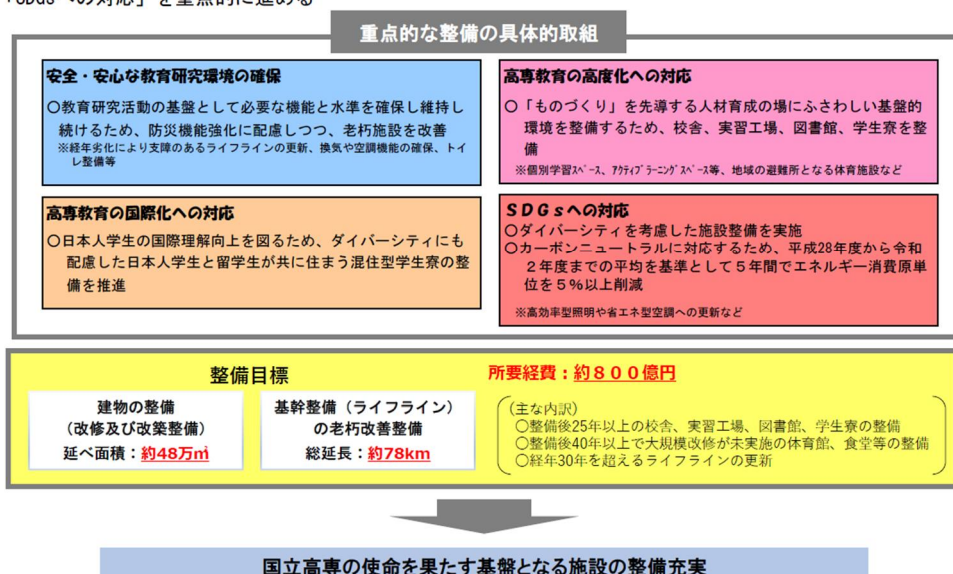 「SDGsへの対応」を重点的に進める
重点的な整備の具体的取組
安全・安心な教育研究環境の確保
○教育研究活動の基盤として必要な機能と水準を確保し維持し
続けるため、防災機能強化に配慮しつつ、老朽施設を改善
※経年劣化により支障のあるライフラインの更新、換気や空調機能の確保、トイ
レ整備等
高専教育の高度化への対応
○「ものづくり」を先導する人材育成の場にふさわしい基盤的
環境を整備するため、校舎、実習工場、図書館、学生寮を整
備
※個別学習ｽﾍﾟｰｽ、ｱｸﾃｨﾌﾞﾗｰﾆﾝｸﾞｽﾍﾟｰｽ等、地域の避難所となる体育施設など
高専教育の国際化への対応
○日本人学生の国際理解向上を図るため、ダイバーシティにも
配慮した日本人学生と留学生が共に住まう混住型学生寮の整
備を推進
ＳＤＧｓへの対応
○ダイバーシティを考慮した施設整備を実施
○カーボンニュートラルに対応するため、平成28年度から令和
２年度までの平均を基準として５年間でエネルギー消費原単
位を５％以上削減
※高効率型照明や省エネ型空調への更新など
整備目標
建物の整備
（改修及び改築整備）
延べ面積：約48万㎡
基幹整備（ライフライン）
の老朽改善整備
総延長：約78km
所要経費：約８００億円
（主な内訳）
○整備後25年以上の校舎、実習工場、図書館、学生寮の整備
○整備後40年以上で大規模改修が未実施の体育館、食堂等の整備
○経年30年を超えるライフラインの更新
国立高専の使命を果たす基盤となる施設の整備充実